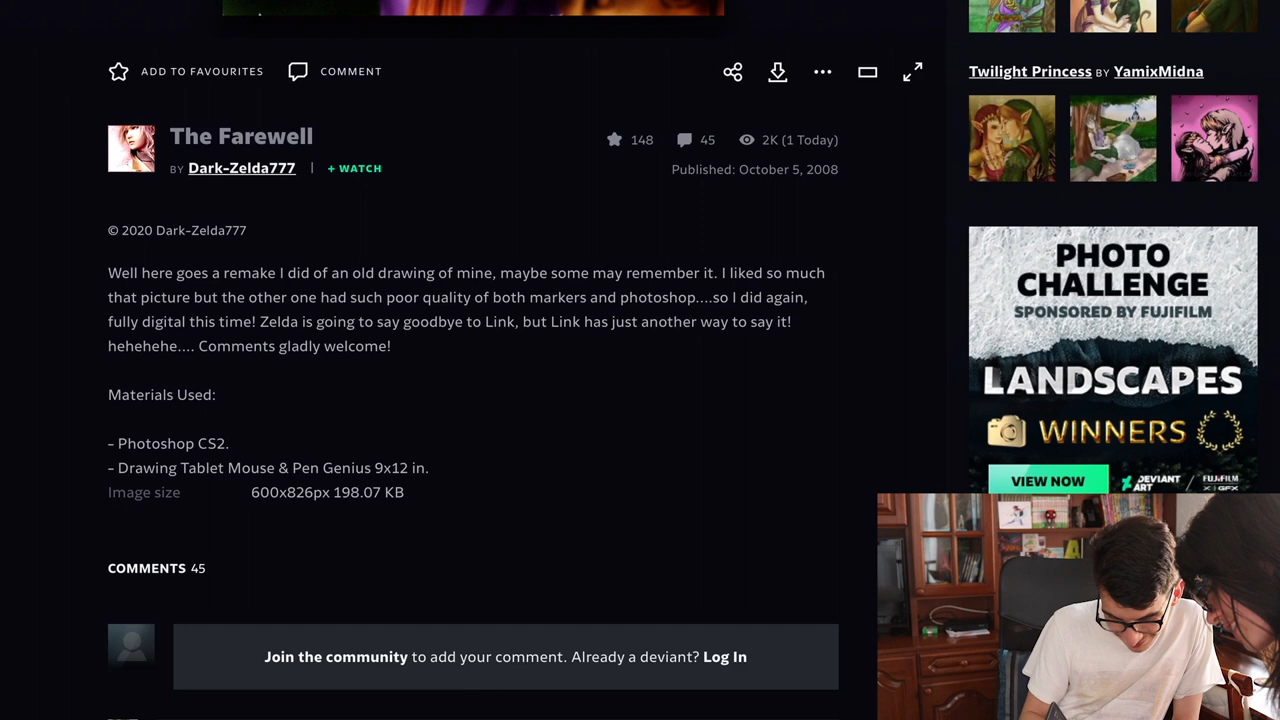 ADD TO FAVOURITES
COMMENT
The Farewell
BY Dark-Zelda777 | + WATCH
148
45
2K (1 Today)
Published: October 5, 2008
© 2020 Dark-Zelda777
Well here goes a remake I did of an old drawing of mine, maybe some may remember it. I liked so much
that picture but the other one had such poor quality of both markers and photoshop....so I did again,
fully digital this time! Zelda is going to say goodbye to Link, but Link has just another way to say it!
hehehehe.... Comments gladly welcome!
Materials Used:
- Photoshop CS2.
- Drawing Tablet Mouse & Pen Genius 9x12 in.
Image size 600x826px 198.07 KB
COMMENTS 45
Join the community to add your comment. Already a deviant? Log In
Twilight Princess BY YamixMidna
PHOTO
CHALLENGE
SPONSORED BY FUJIFILM
LANDSCAPES
WINNERS
VIEW NOW
DEVIANT
ART
FUJIFILM
X GFX